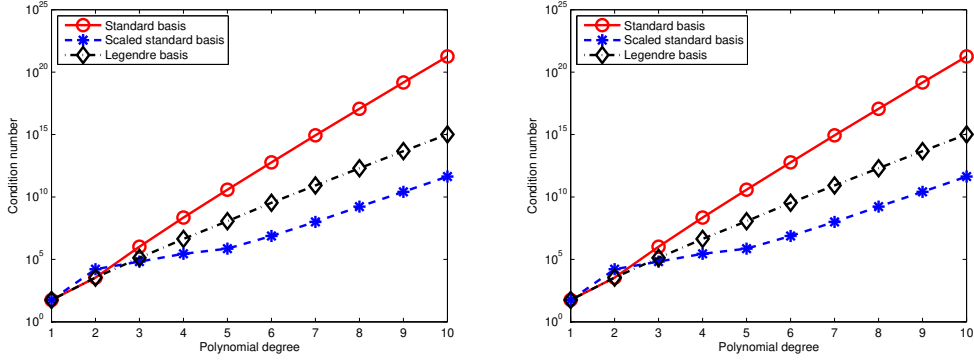 10^25
10^20
10^15
10^10
10^5
10^0
Condition number
Standard basis
Scaled standard basis
Legendre basis
1 2 3 4 5 6 7 8 9 10
Polynomial degree
10^25
10^20
10^15
10^10
10^5
10^0
Condition number
Standard basis
Scaled standard basis
Legendre basis
1 2 3 4 5 6 7 8 9 10
Polynomial degree